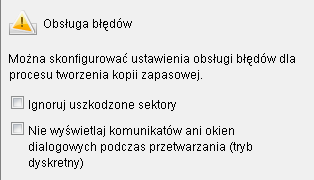 Obsługa błędów
Można skonfigurować ustawienia obsługi błędów dla
procesu tworzenia kopii zapasowej.
Ignoruj uszkodzone sektory
Nie wyświetlaj komunikatów ani okien
dialogowych podczas przetwarzania (tryb
dyskretny)